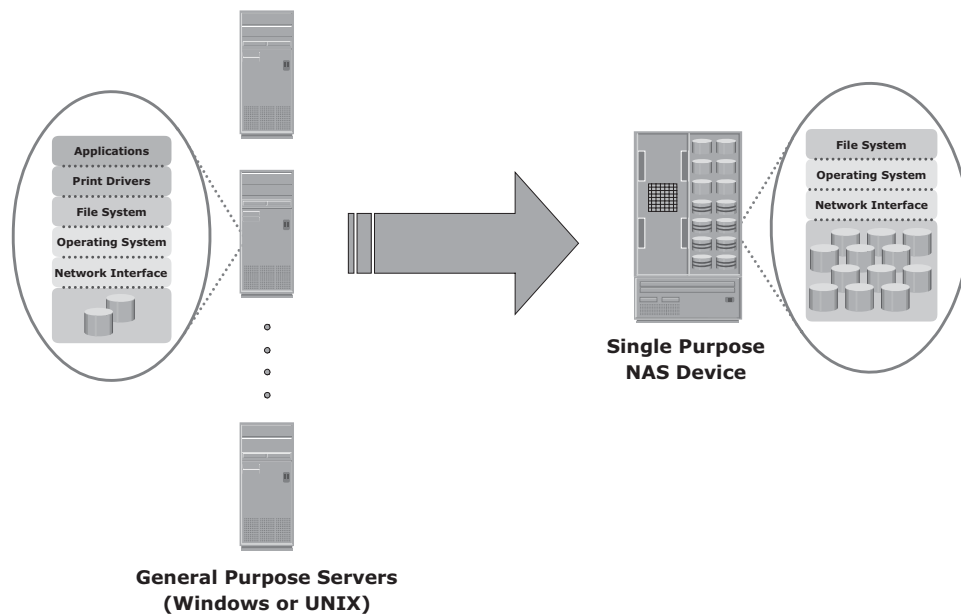 Applications
Print Drivers
File System
Operating System
Network Interface
General Purpose Servers
(Windows or UNIX)
File System
Operating System
Network Interface
Single Purpose
NAS Device